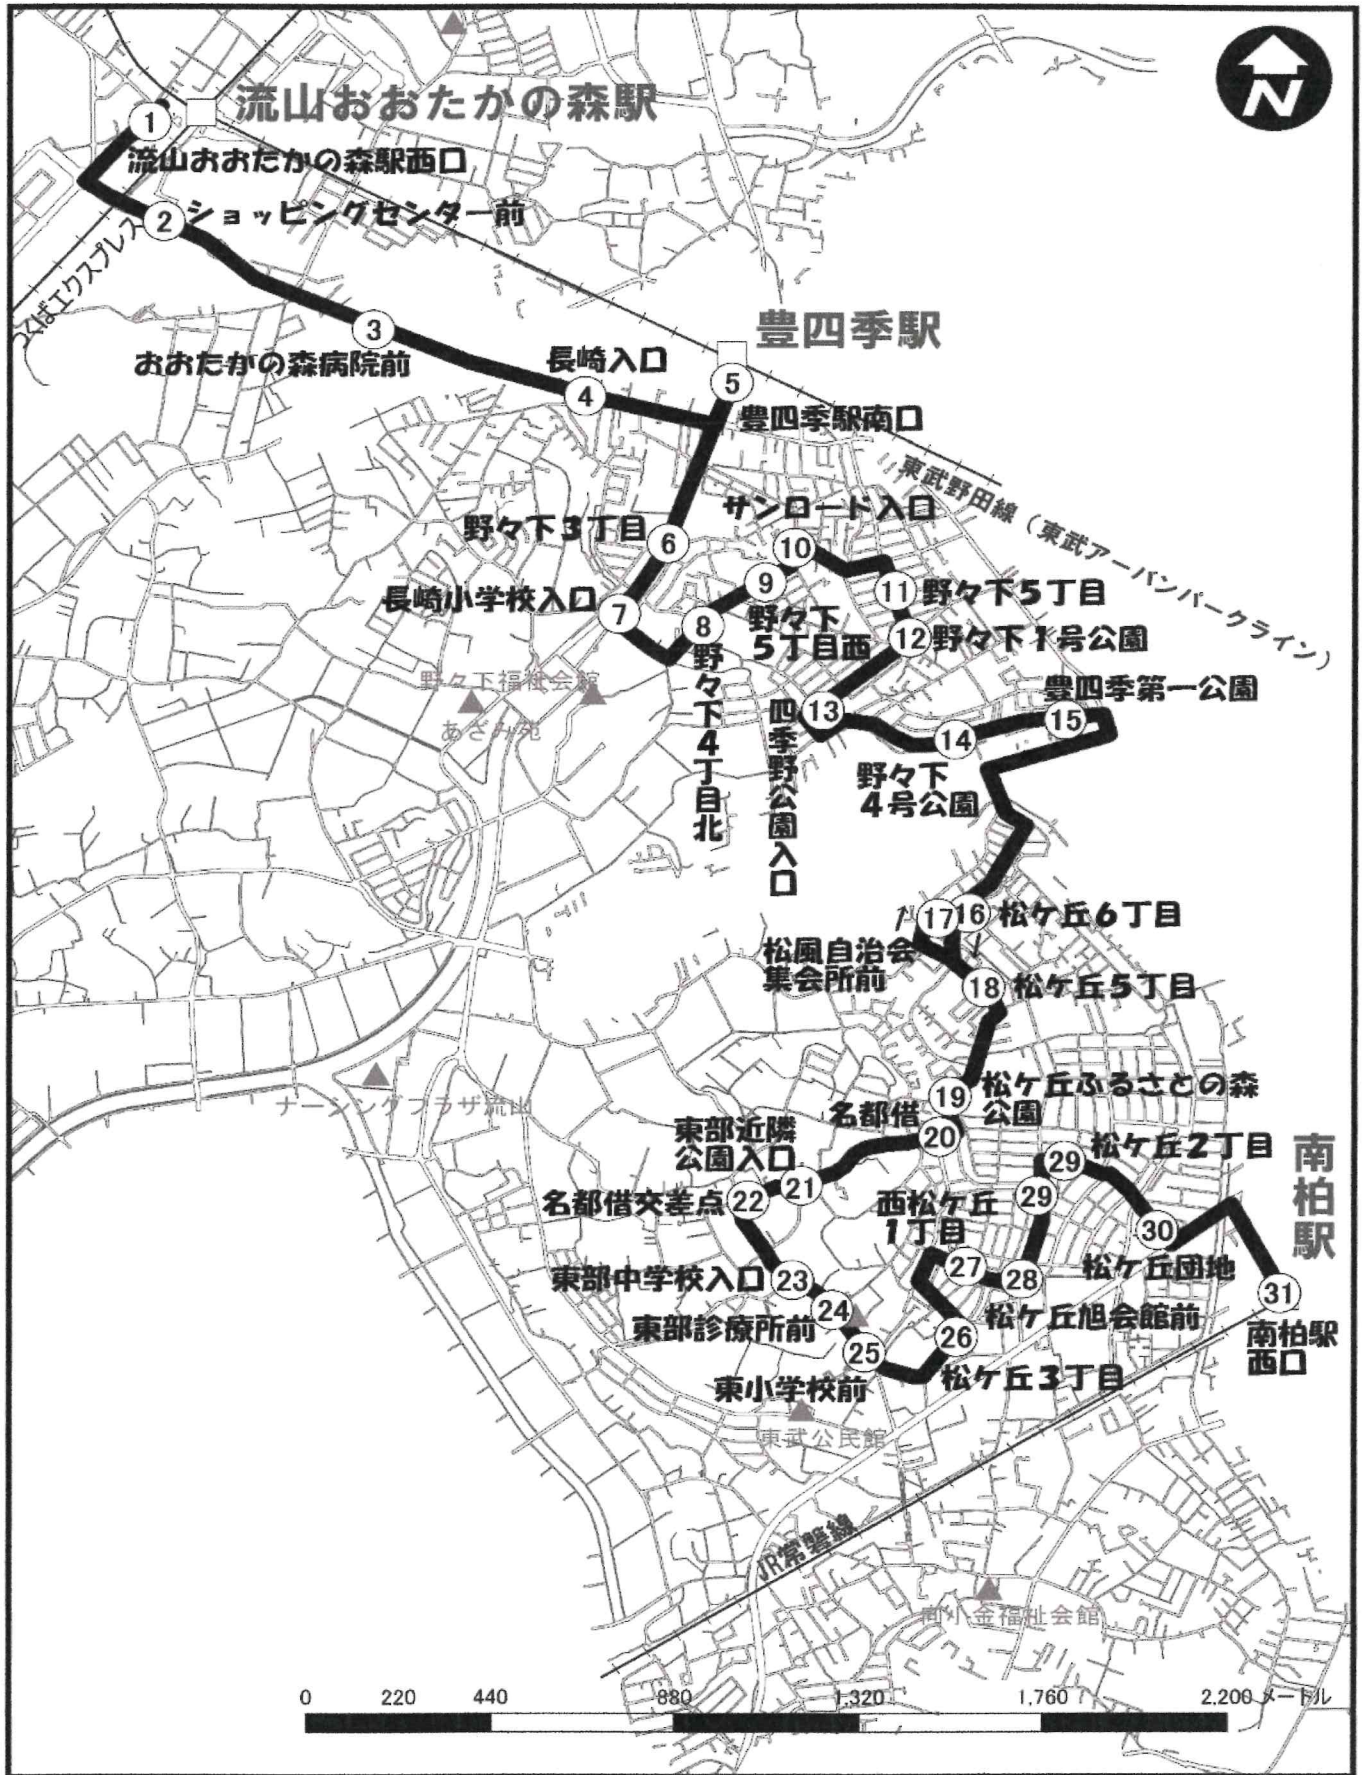 N
流山おおたかの森駅
1
流山おおたかの森駅西口
2 ショッピングセンター前
つくばエクスプレス
3
おおたかの森病院前
長崎入口
4
豊四季駅
5
豊四季駅南口
東武野田線（東武アーバンパークライン）
サンロード入口
野々下3丁目
6
10
9
11 野々下5丁目
長崎小学校入口
7
8
野々下
5丁目西
12 野々下1号公園
野々下4丁目北
野々下福祉会館
あざみ苑
豊四季第一公園
13
四季野公園入口
14
15
野々下
4号公園
17
16 松ケ丘6丁目
松風自治会
集会所前
18 松ケ丘5丁目
ナーシングプラザ流山
19 松ケ丘ふるさとの森
公園
名都借
20
東部近隣
公園入口
21
名都借交差点 22
松ケ丘2丁目
29
29
南柏駅
西松ケ丘
1丁目
30
松ケ丘団地
東部中学校入口 23
27
28
31
南柏駅
西口
東部診療所前
24
松ケ丘旭会館前
26
25
松ケ丘3丁目
東小学校前
東武公民館
JR常磐線
向小金福祉会館
0 220 440 880 1,320 1,760 2,200 メートル